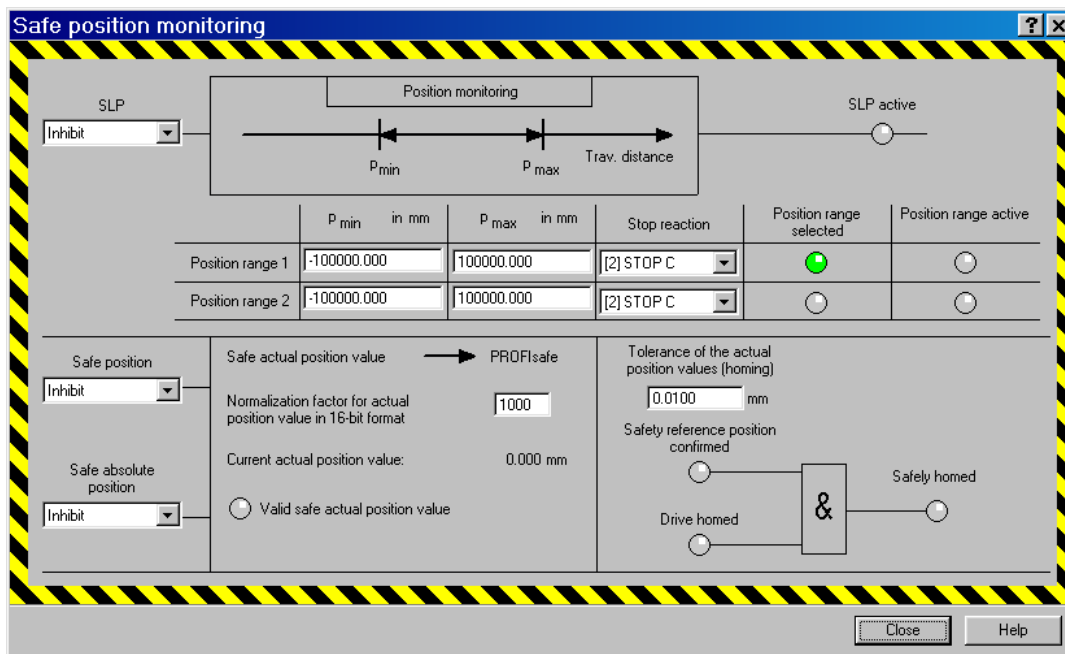 Safe position monitoring
SLP
Inhibit
Position monitoring
P min
P max
Trav. distance
SLP active
P min in mm
P max in mm
Stop reaction
Position range selected
Position range active
Position range 1
-100000.000
100000.000
[2] STOP C
Position range 2
-100000.000
100000.000
[2] STOP C
Safe position
Inhibit
Safe absolute
position
Inhibit
Safe actual position value
PROFIsafe
Normalization factor for actual
position value in 16-bit format
1000
Current actual position value:
0.000 mm
Valid safe actual position value
Tolerance of the actual
position values (homing)
0.0100 mm
Safety reference position
confirmed
Drive homed
&
Safely homed
Close
Help